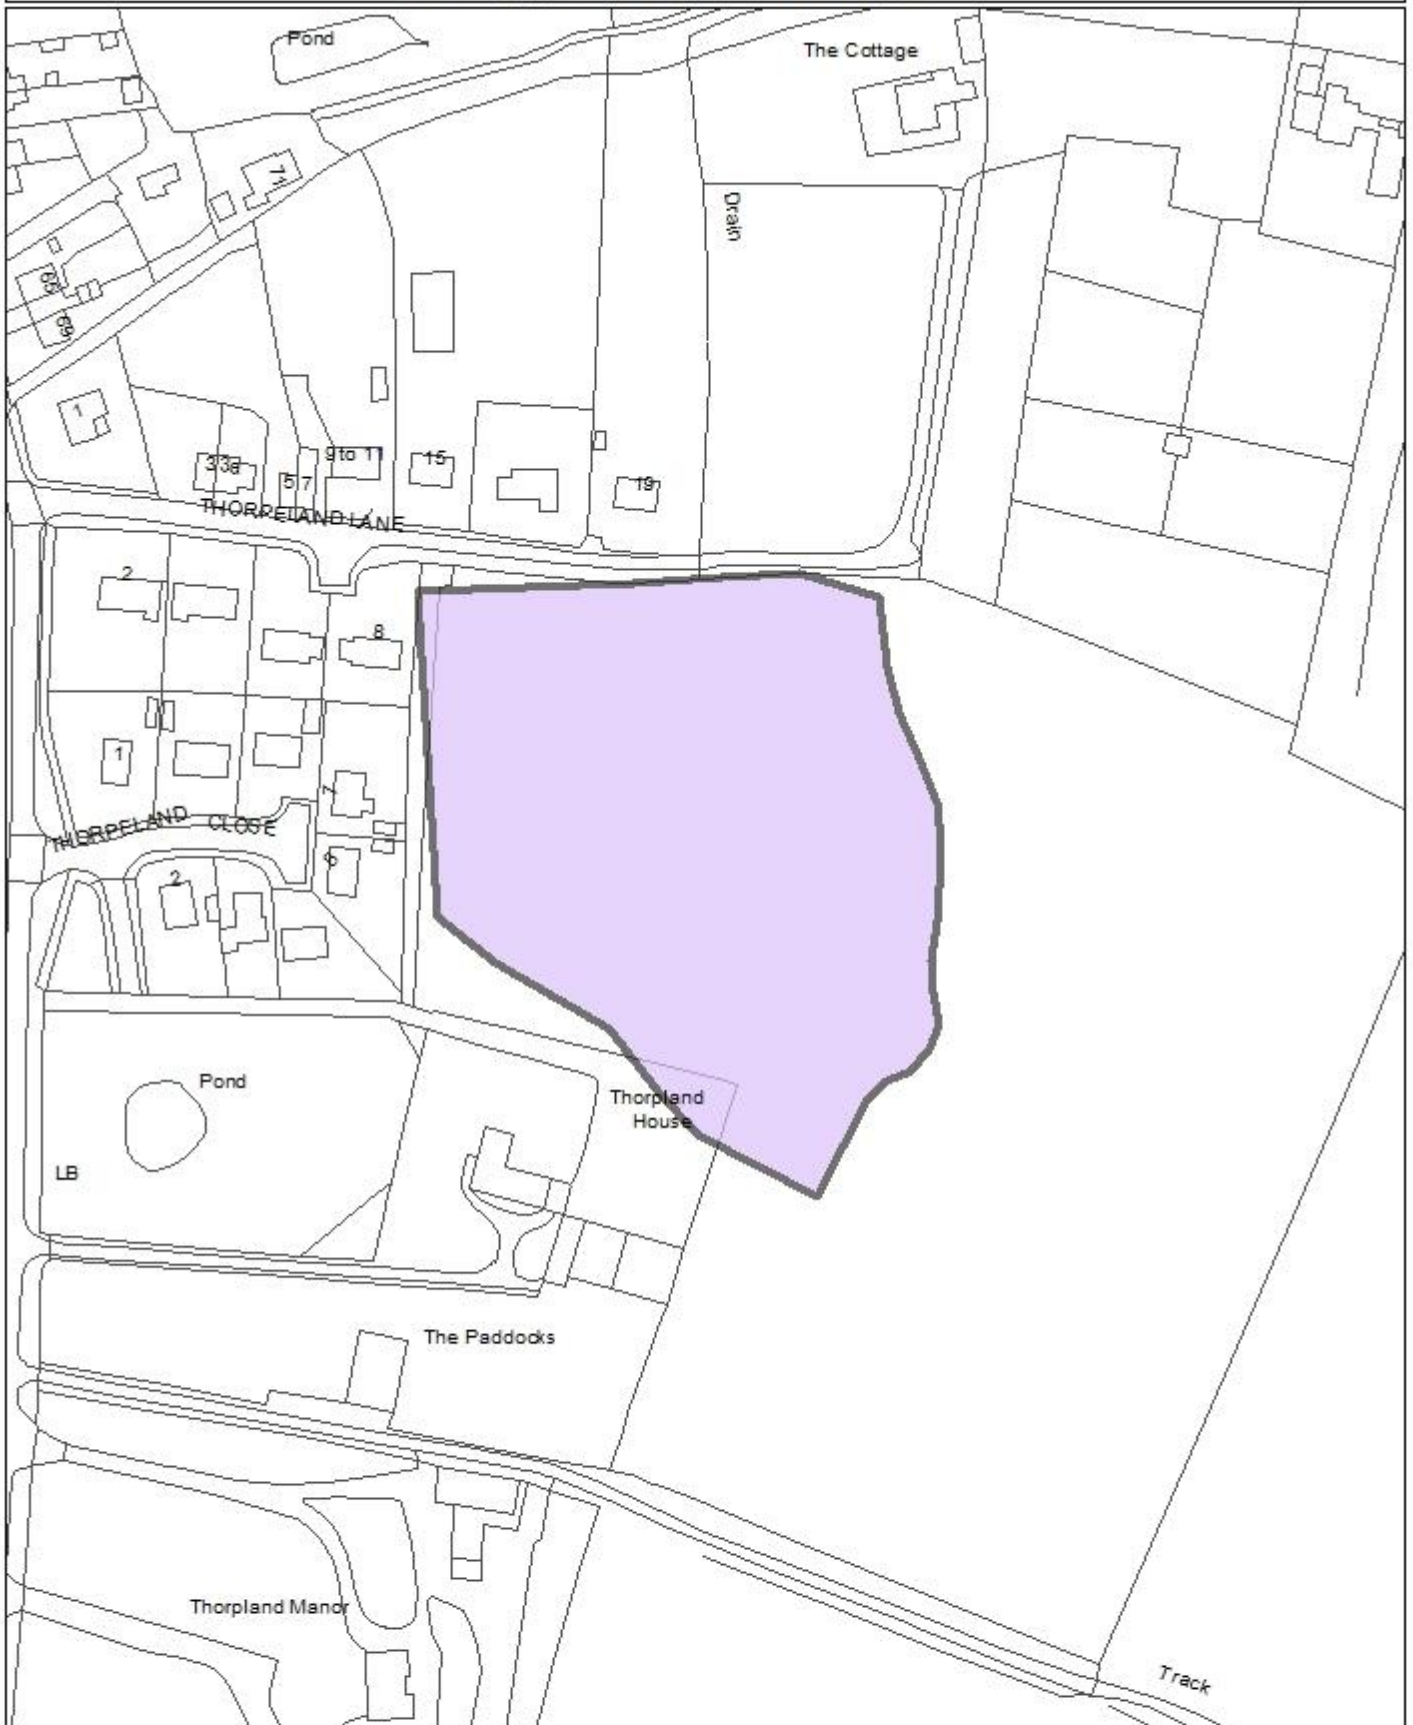 Pond
The Cottage
71
Drain
65
69
1
3 3a
5 7
9 to 11
15
19
THORPELAND LANE
2
8
1
7
THORPELAND CLOSE
6
2
Pond
Thorpland
House
LB
The Paddocks
Thorpland Manor
Track